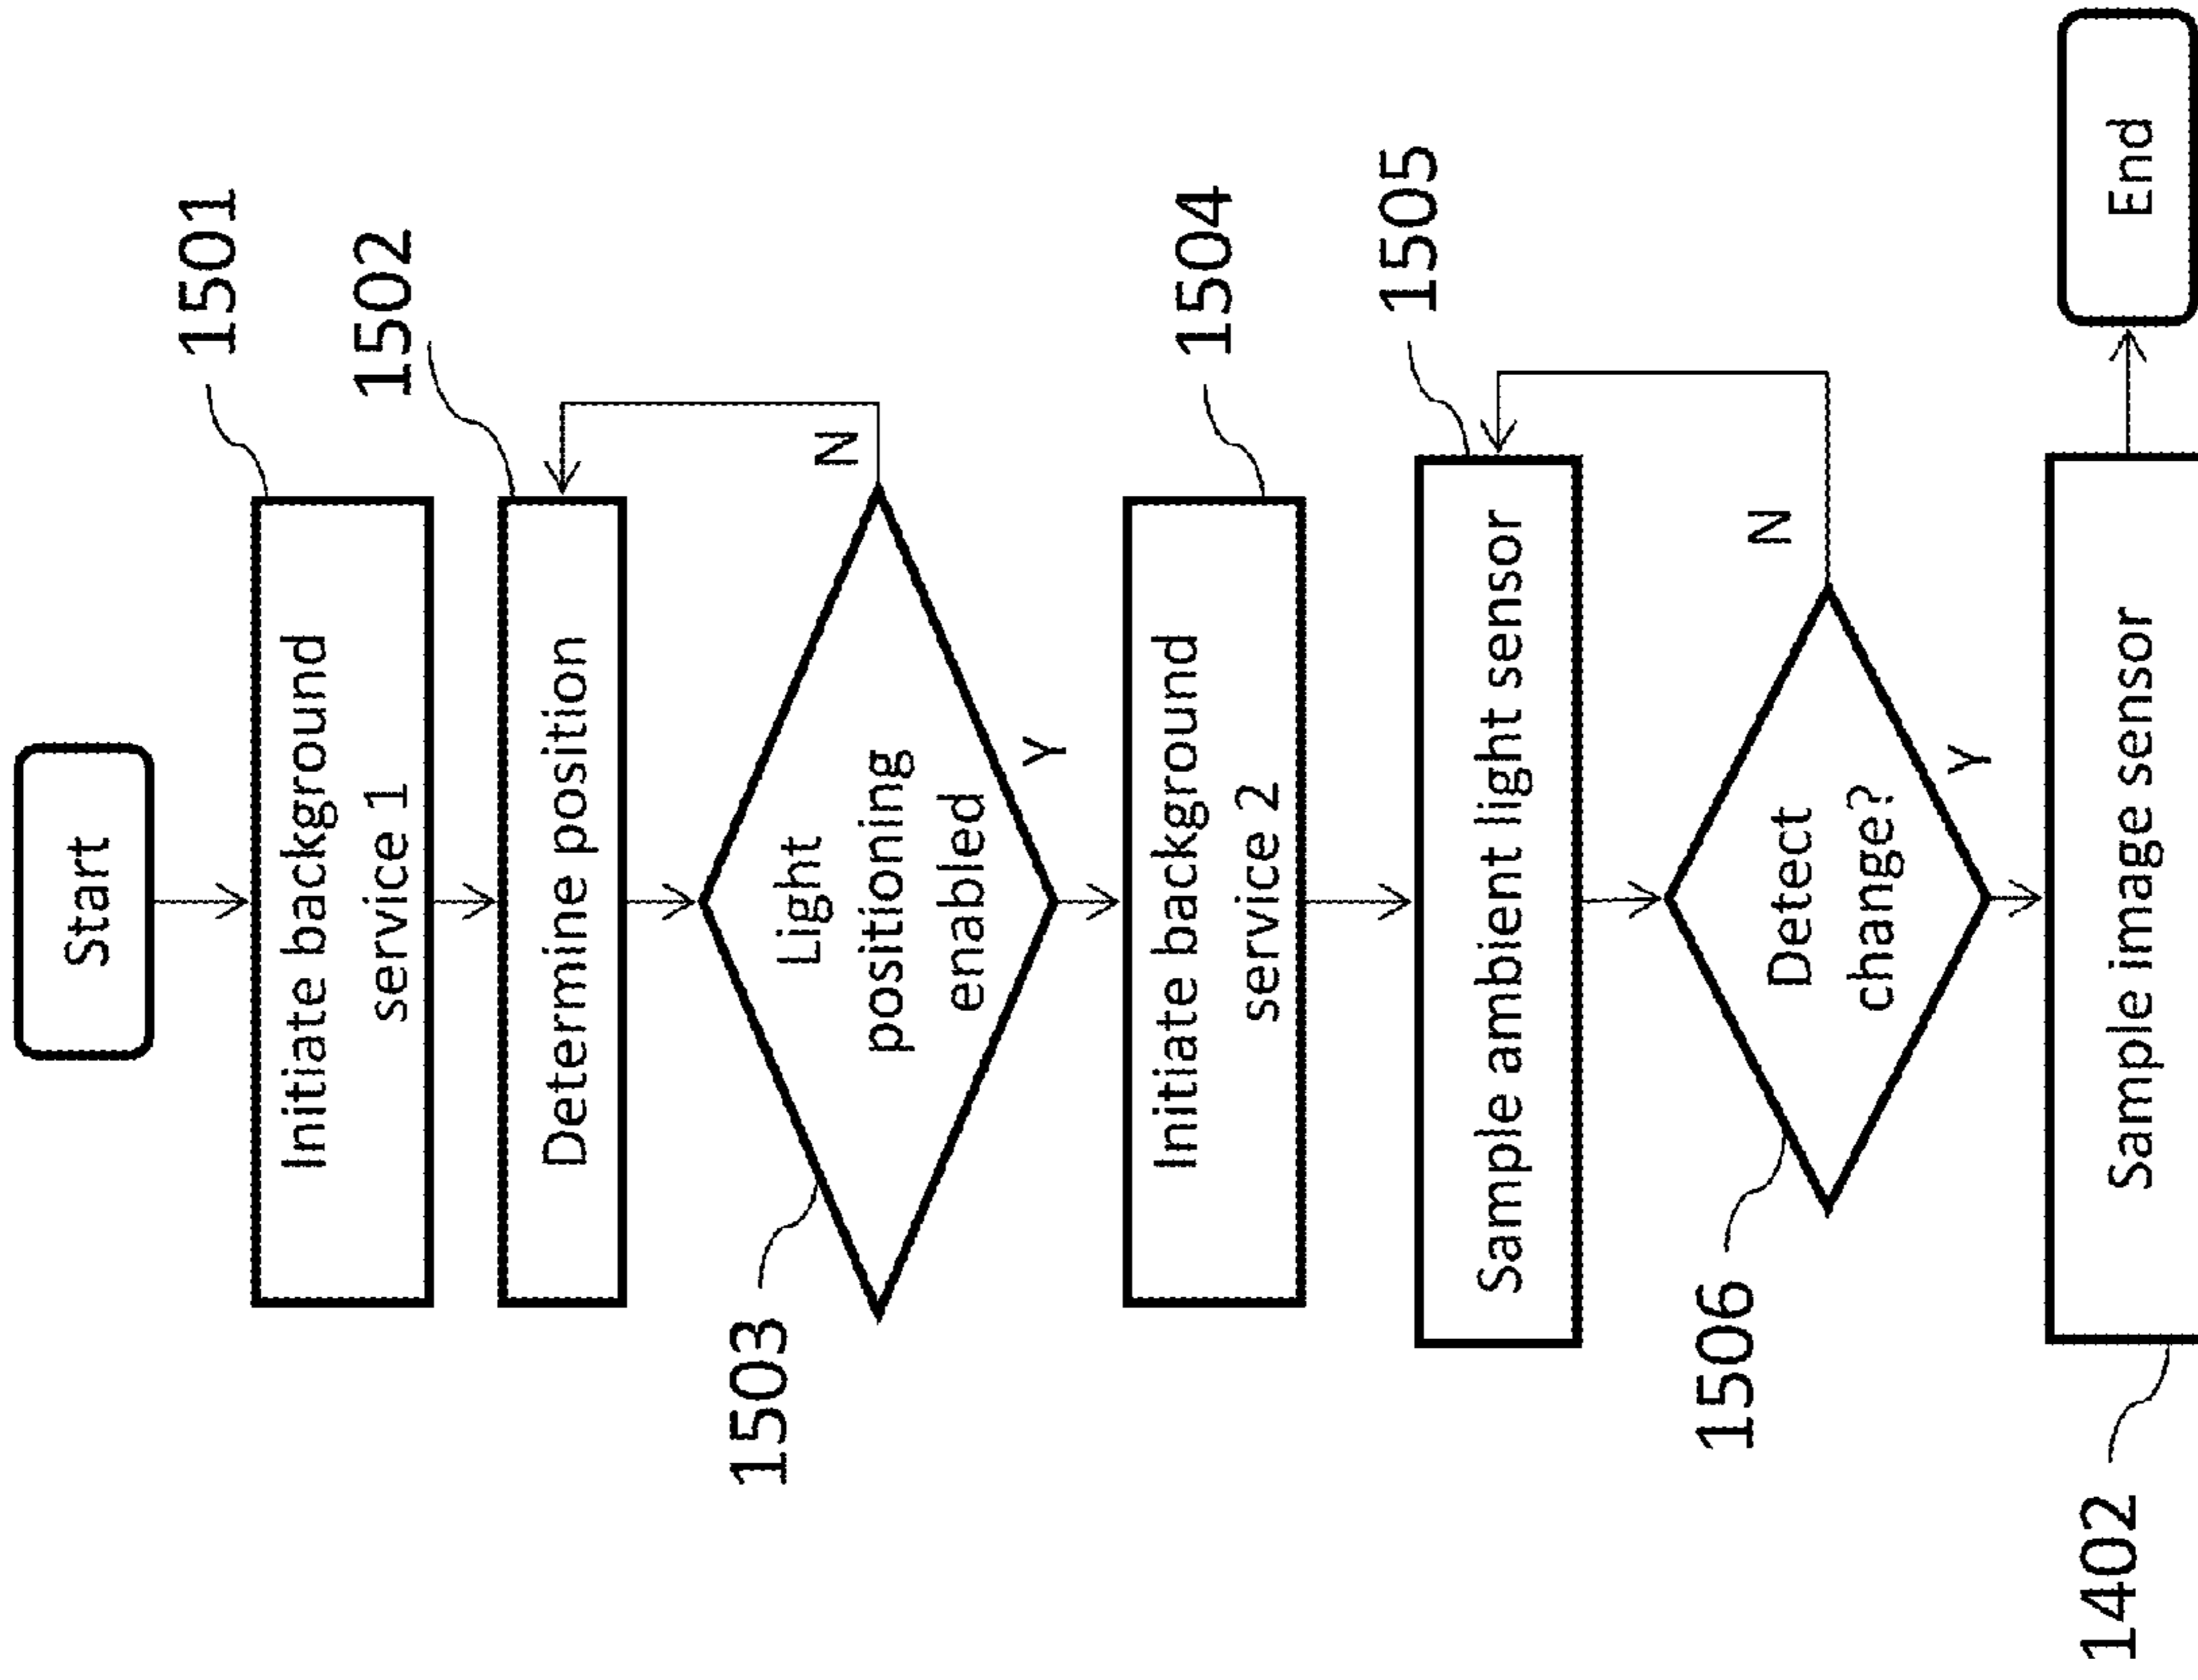 Start
1501
Initiate background
service 1
1502
Determine position
1503
Light
positioning
enabled
N
Y
1504
Initiate background
service 2
1505
Sample ambient light sensor
1506
Detect
change?
N
Y
1402
Sample image sensor
End